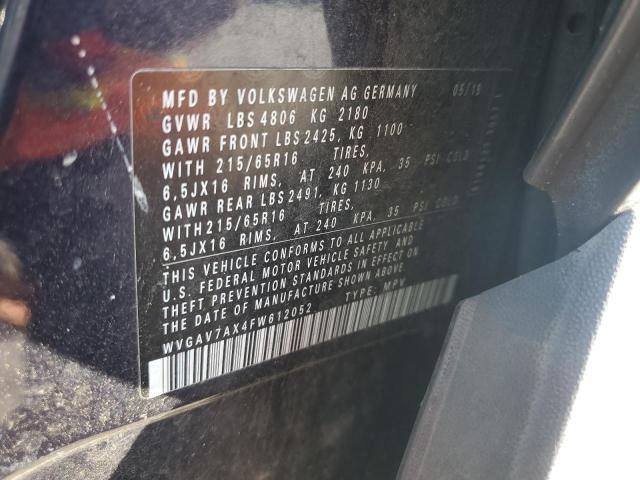 MFD BY VOLKSWAGEN AG GERMANY 05/15
GVWR LBS 4806 KG 2180
GAWR FRONT LBS 2425, KG 1100
WITH 215/65R16 TIRES,
6,5JX16 RIMS, AT 240 KPA, 35 PSI COLD
GAWR REAR LBS 2491, KG 1130
WITH 215/65R16 TIRES,
6,5JX16 RIMS, AT 240 KPA, 35 PSI COLD
THIS VEHICLE CONFORMS TO ALL APPLICABLE
U.S. FEDERAL MOTOR VEHICLE SAFETY AND
THEFT PREVENTION STANDARDS IN EFFECT ON
THE DATE OF MANUFACTURE SHOWN ABOVE.
WVGAV7AX4FW612052 TYPE: MPV